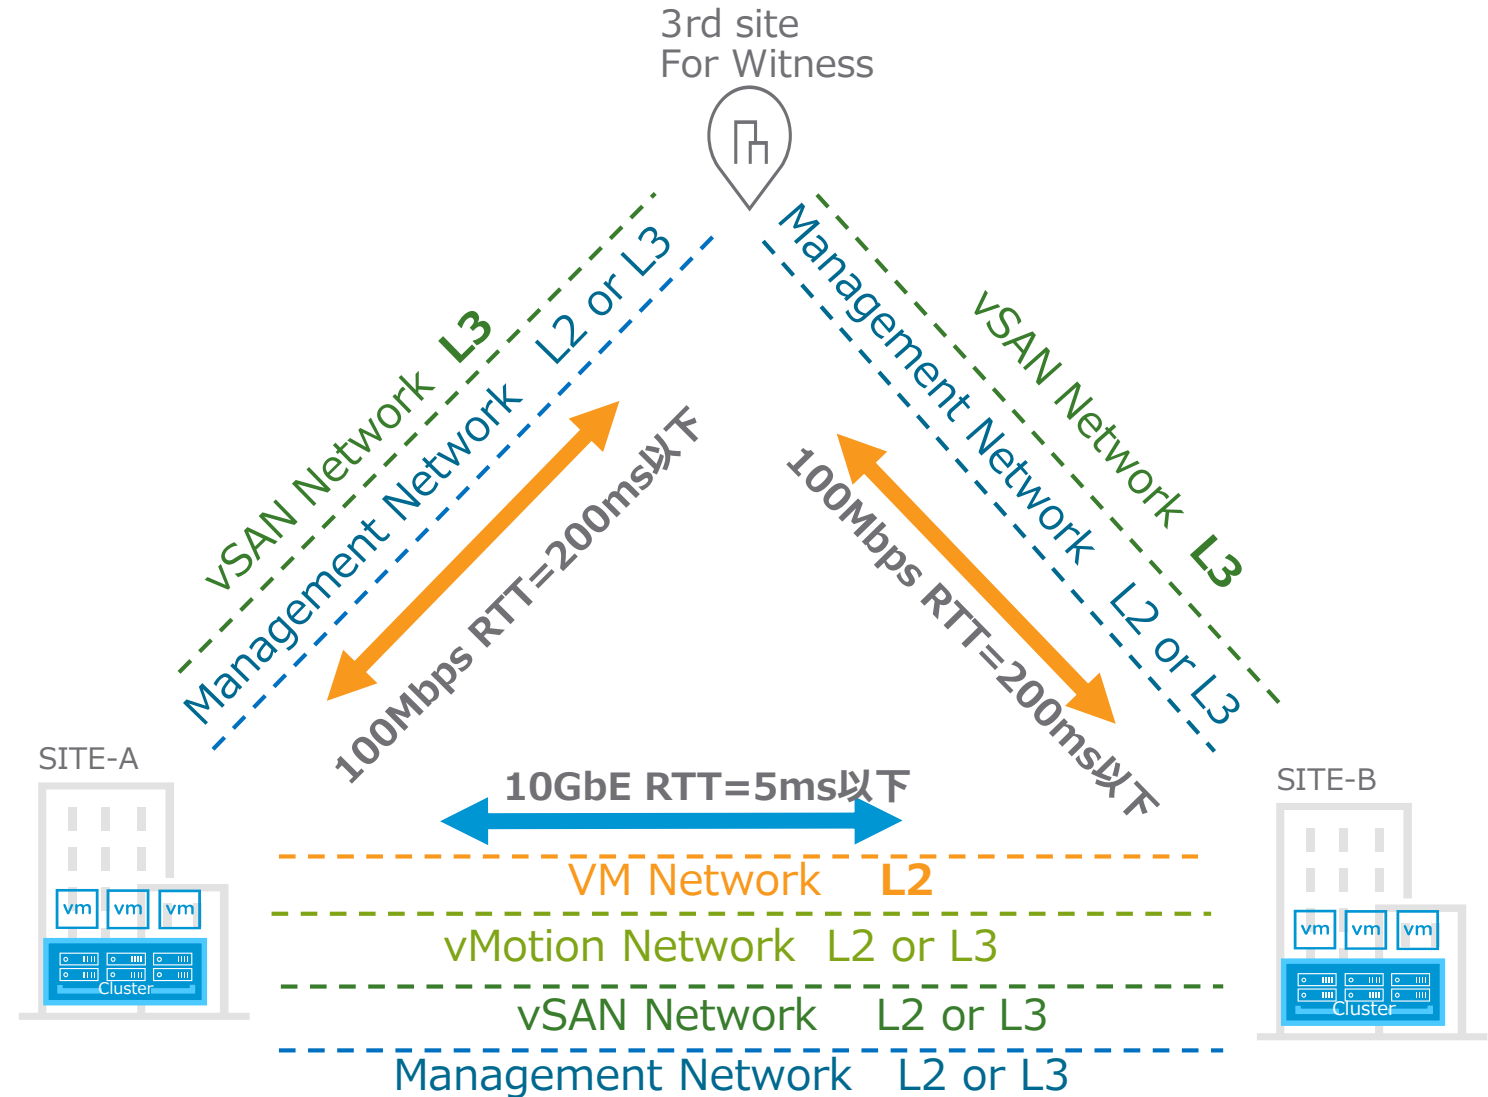 3rd site
For Witness
vSAN Network L3
Management Network L2 or L3
100Mbps RTT=200ms以下
vSAN Network L3
Management Network L2 or L3
100Mbps RTT=200ms以下
SITE-A
vm vm vm
Cluster
SITE-B
vm vm vm
Cluster
10GbE RTT=5ms以下
VM Network L2
vMotion Network L2 or L3
vSAN Network L2 or L3
Management Network L2 or L3